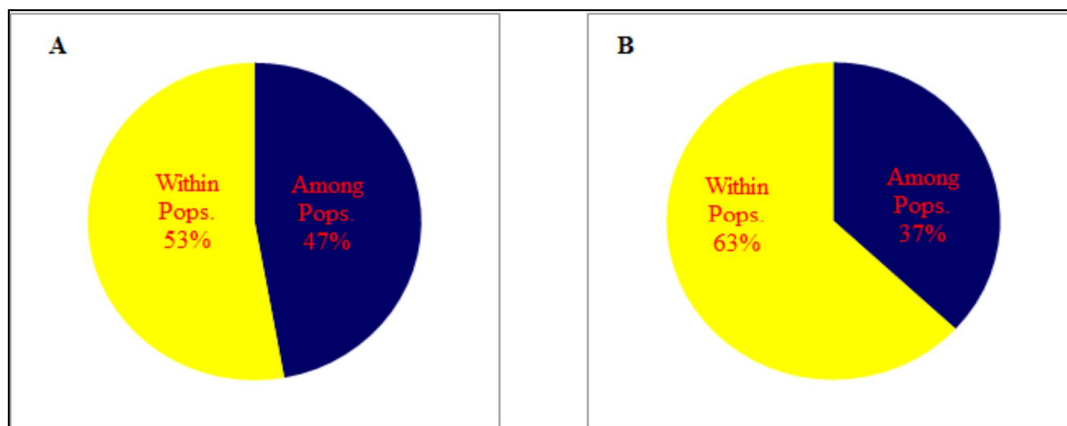 A
Within
Pops.
53%
Among
Pops.
47%
B
Within
Pops.
63%
Among
Pops.
37%